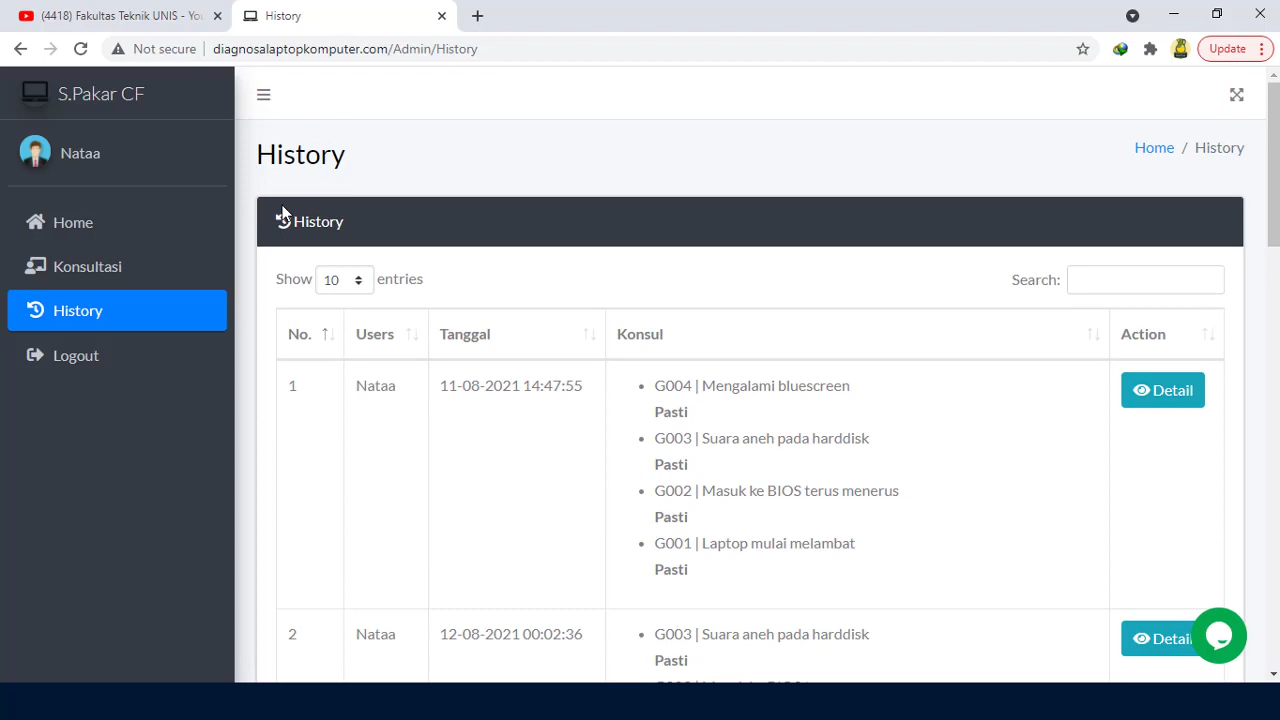 (4418) Fakultas Teknik UNIS - You
History
Not secure
diagnosalaptopkomputer.com/Admin/History
Update
S.Pakar CF
Nataa
Home
Konsultasi
History
Logout
History
Home / History
History
Show 10 entries
Search:
No. Users Tanggal Konsul Action
1 Nataa 11-08-2021 14:47:55 G004 | Mengalami bluescreen Detail
Pasti
G003 | Suara aneh pada harddisk
Pasti
G002 | Masuk ke BIOS terus menerus
Pasti
G001 | Laptop mulai melambat
Pasti
2 Nataa 12-08-2021 00:02:36 G003 | Suara aneh pada harddisk Detail
Pasti